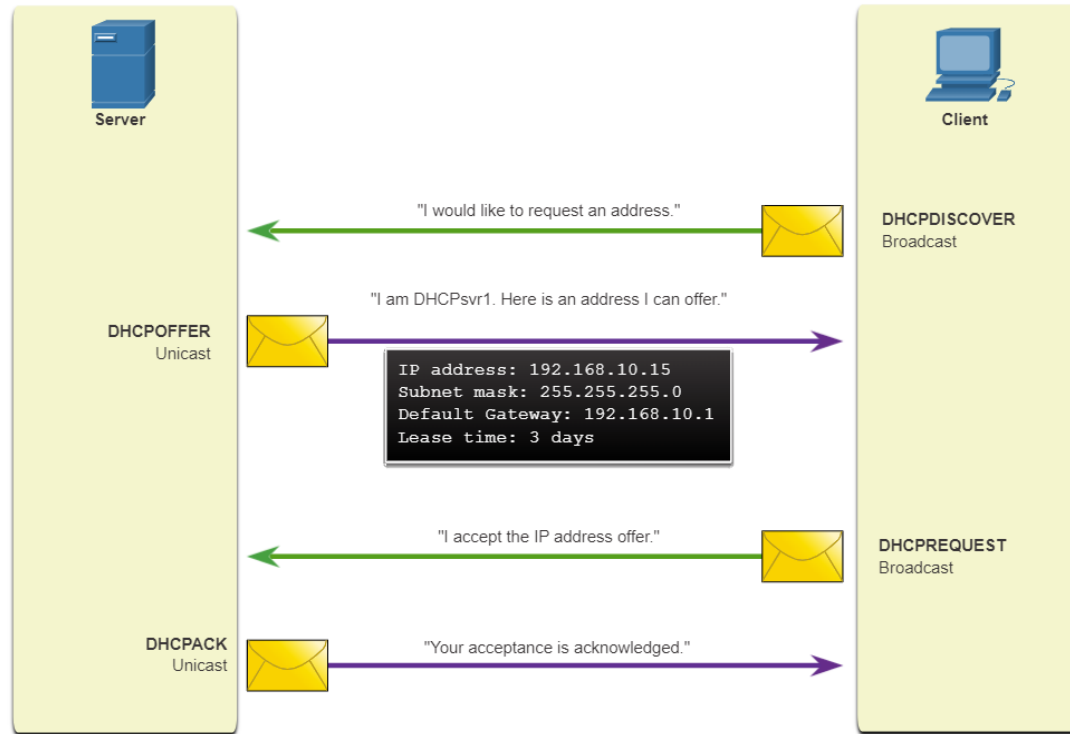 Server
Client
"I would like to request an address."
DHCPDISCOVER
Broadcast
"I am DHCPsvr1. Here is an address I can offer."
DHCPOFFER
Unicast
IP address: 192.168.10.15
Subnet mask: 255.255.255.0
Default Gateway: 192.168.10.1
Lease time: 3 days
"I accept the IP address offer."
DHCPREQUEST
Broadcast
DHCPACK
Unicast
"Your acceptance is acknowledged."